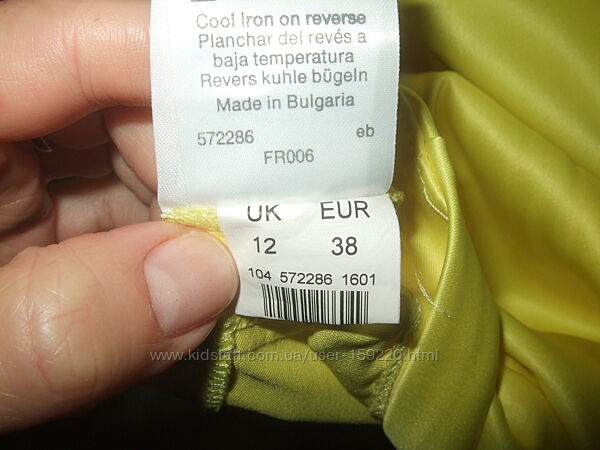 Cool Iron on reverse
Planchar del revés a
baja temperatura
Revers kuhle bügeln
Made in Bulgaria
572286 eb
FR006
UK EUR
12 38
104 572286 1601
www.kidstaff.com.ua/user-159220.html